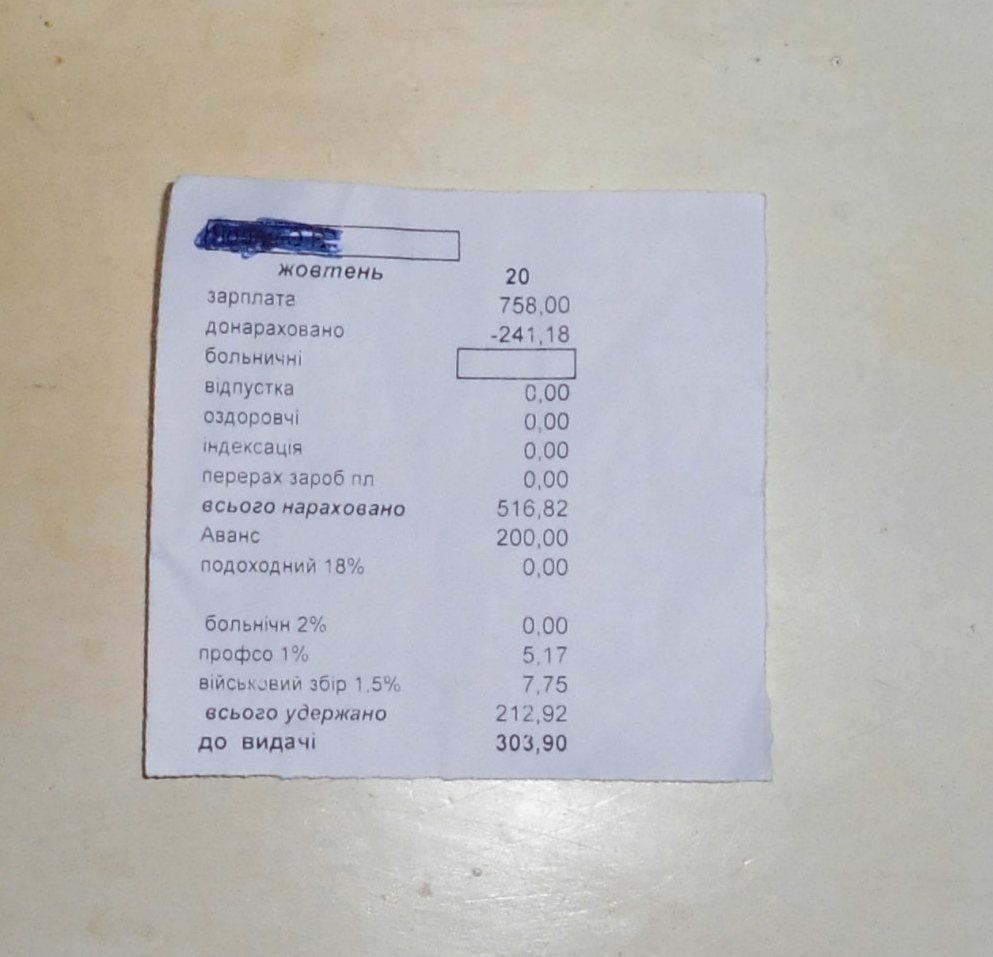 жовтень 20
зарплата 758,00
донараховано -241,18
больничні
відпустка 0,00
оздоровчі 0,00
індексація 0,00
перерах зароб пл 0,00
всього нараховано 516,82
Аванс 200,00
подоходний 18% 0,00
больнічн 2% 0,00
профсо 1% 5,17
військовий збір 1,5% 7,75
всього удержано 212,92
до видачі 303,90